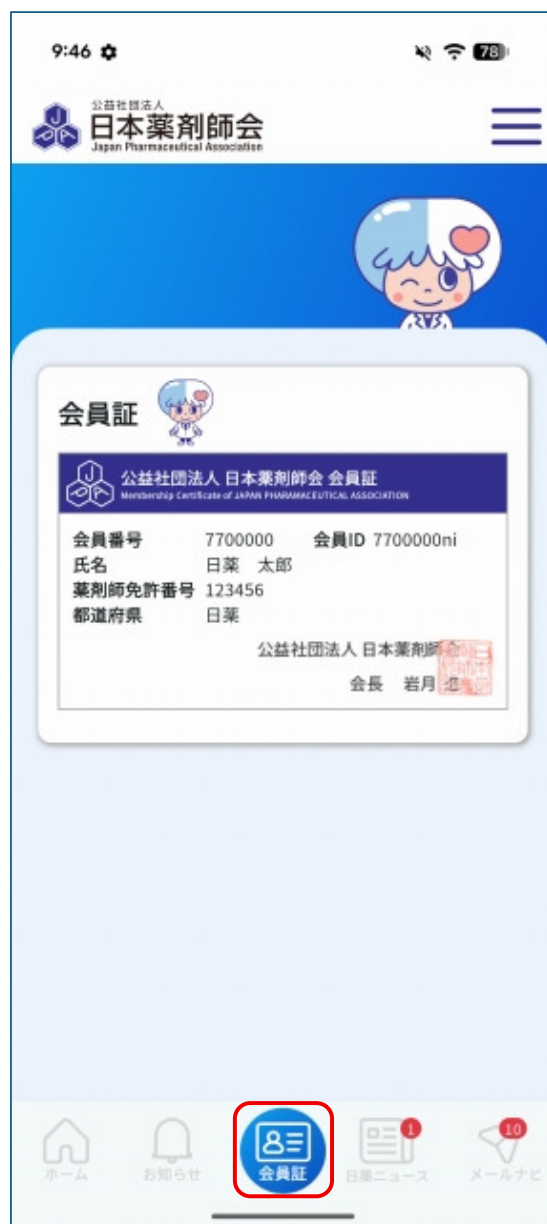 9:46
78
公益社団法人
日本薬剤師会
Japan Pharmaceutical Association
会員証
公益社団法人 日本薬剤師会 会員証
Membership Certificate of JAPAN PHARAMACEUTICAL ASSOCIATION
会員番号 7700000 会員ID 7700000ni
氏名 日薬 太郎
薬剤師免許番号 123456
都道府県 日薬
公益社団法人 日本薬剤師会
会長 岩月 進
1
10
ホーム お知らせ 会員証 日薬ニュース メールナビ